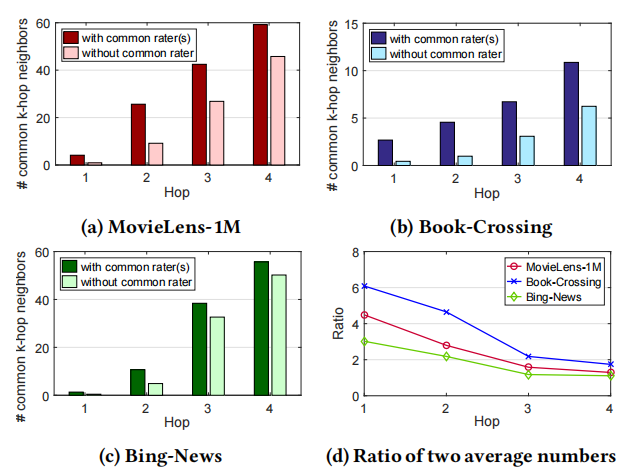 # common k-hop neighbors
60
40
20
0
with common rater(s)
without common rater
1 2 3 4
Hop
(a) MovieLens-1M
# common k-hop neighbors
15
10
5
0
with common rater(s)
without common rater
1 2 3 4
Hop
(b) Book-Crossing
# common k-hop neighbors
60
40
20
0
with common rater(s)
without common rater
1 2 3 4
Hop
(c) Bing-News
Ratio
8
6
4
2
0
MovieLens-1M
Book-Crossing
Bing-News
1 2 3 4
Hop
(d) Ratio of two average numbers